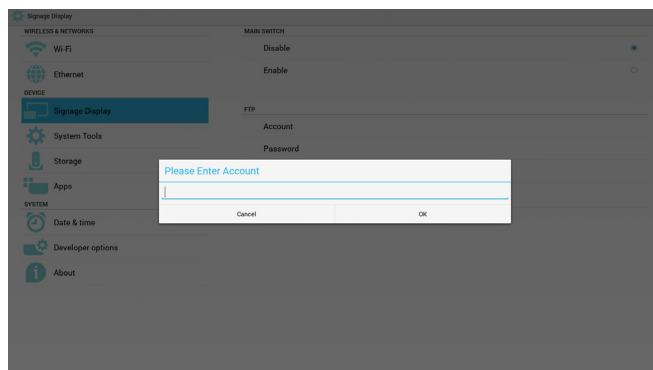 Signage Display
WIRELESS & NETWORKS
Wi-Fi
Ethernet
DEVICE
Signage Display
System Tools
Storage
Apps
SYSTEM
Date & time
Developer options
About
MAIN SWITCH
Disable
Enable
FTP
Account
Password
Please Enter Account
Cancel
OK